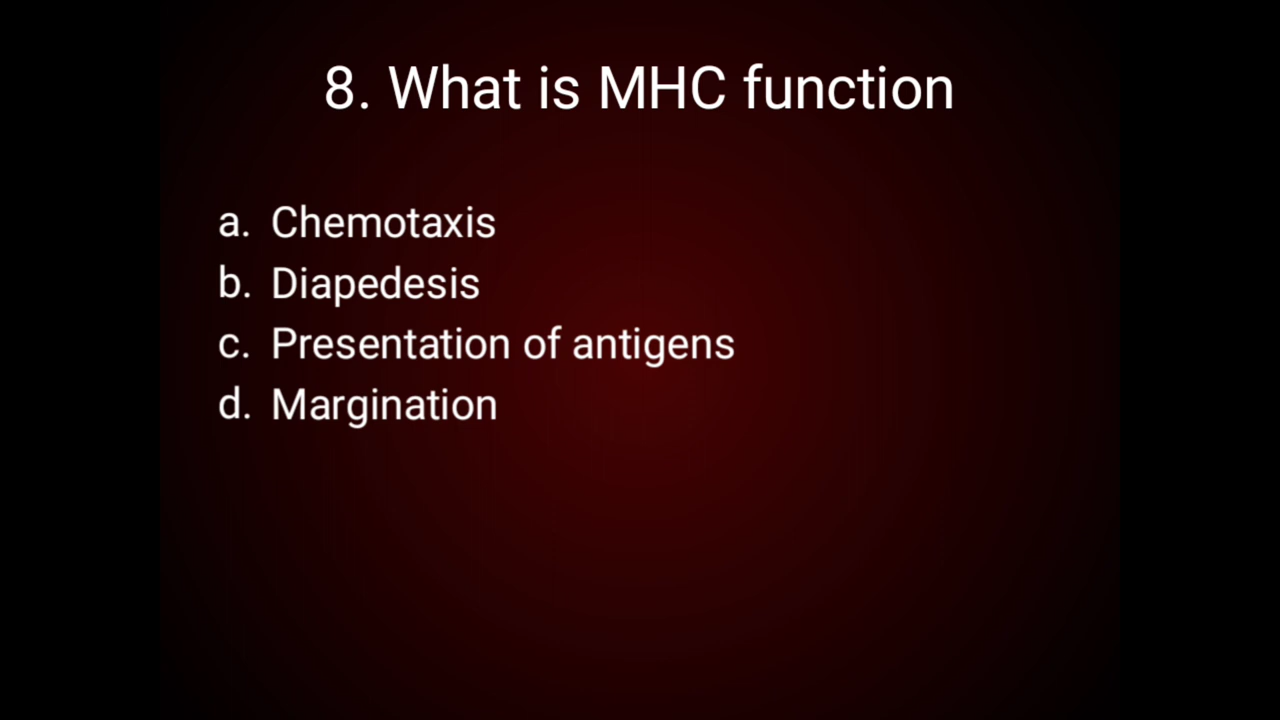 8. What is MHC function
a. Chemotaxis
b. Diapedesis
c. Presentation of antigens
d. Margination